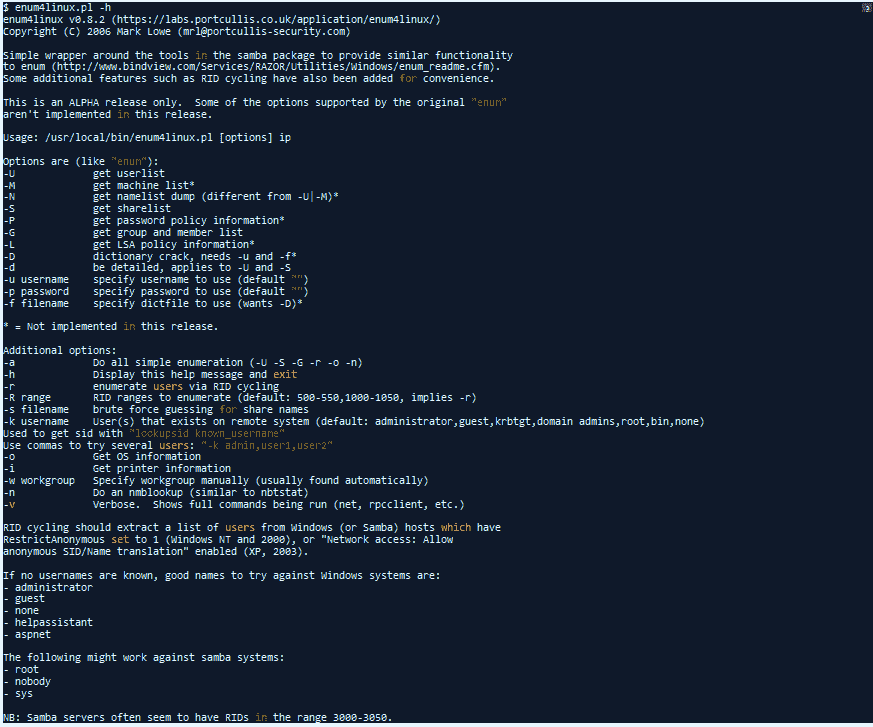 $ enum4linux.pl -h
enum4linux v0.8.2 (https://labs.portcullis.co.uk/application/enum4linux/)
Copyright (C) 2006 Mark Lowe (mrl@portcullis-security.com)
Simple wrapper around the tools in the samba package to provide similar functionality
to enum (http://www.bindview.com/Services/RAZOR/Utilities/Windows/enum_readme.cfm).
Some additional features such as RID cycling have also been added for convenience.
This is an ALPHA release only.  Some of the options supported by the original "enum"
aren't implemented in this release.
Usage: /usr/local/bin/enum4linux.pl [options] ip
Options are (like "enum"):
-U            get userlist
-M            get machine list*
-N            get namelist dump (different from -U|-M)*
-S            get sharelist
-P            get password policy information*
-G            get group and member list
-L            get LSA policy information*
-D            dictionary crack, needs -u and -f*
-d            be detailed, applies to -U and -S
-u username   specify username to use (default "")
-p password   specify password to use (default "")
-f filename   specify dictfile to use (wants -D)*
* = Not implemented in this release.
Additional options:
-a            Do all simple enumeration (-U -S -G -r -o -n)
-h            Display this help message and exit
-r            enumerate users via RID cycling
-R range      RID ranges to enumerate (default: 500-550,1000-1050, implies -r)
-s filename   brute force guessing for share names
-k username   User(s) that exists on remote system (default: administrator,guest,krbtgt,domain admins,root,bin,none)
Used to get sid with "lookupsid known_username"
Use commas to try several users: "-k admin,user1,user2"
-o            Get OS information
-i            Get printer information
-w workgroup  Specify workgroup manually (usually found automatically)
-n            Do an nmblookup (similar to nbtstat)
-v            Verbose.  Shows full commands being run (net, rpcclient, etc.)
RID cycling should extract a list of users from Windows (or Samba) hosts which have
RestrictAnonymous set to 1 (Windows NT and 2000), or "Network access: Allow
anonymous SID/Name translation" enabled (XP, 2003).
If no usernames are known, good names to try against Windows systems are:
- administrator
- guest
- none
- helpassistant
- aspnet
The following might work against samba systems:
- root
- nobody
- sys
NB: Samba servers often seem to have RIDs in the range 3000-3050.